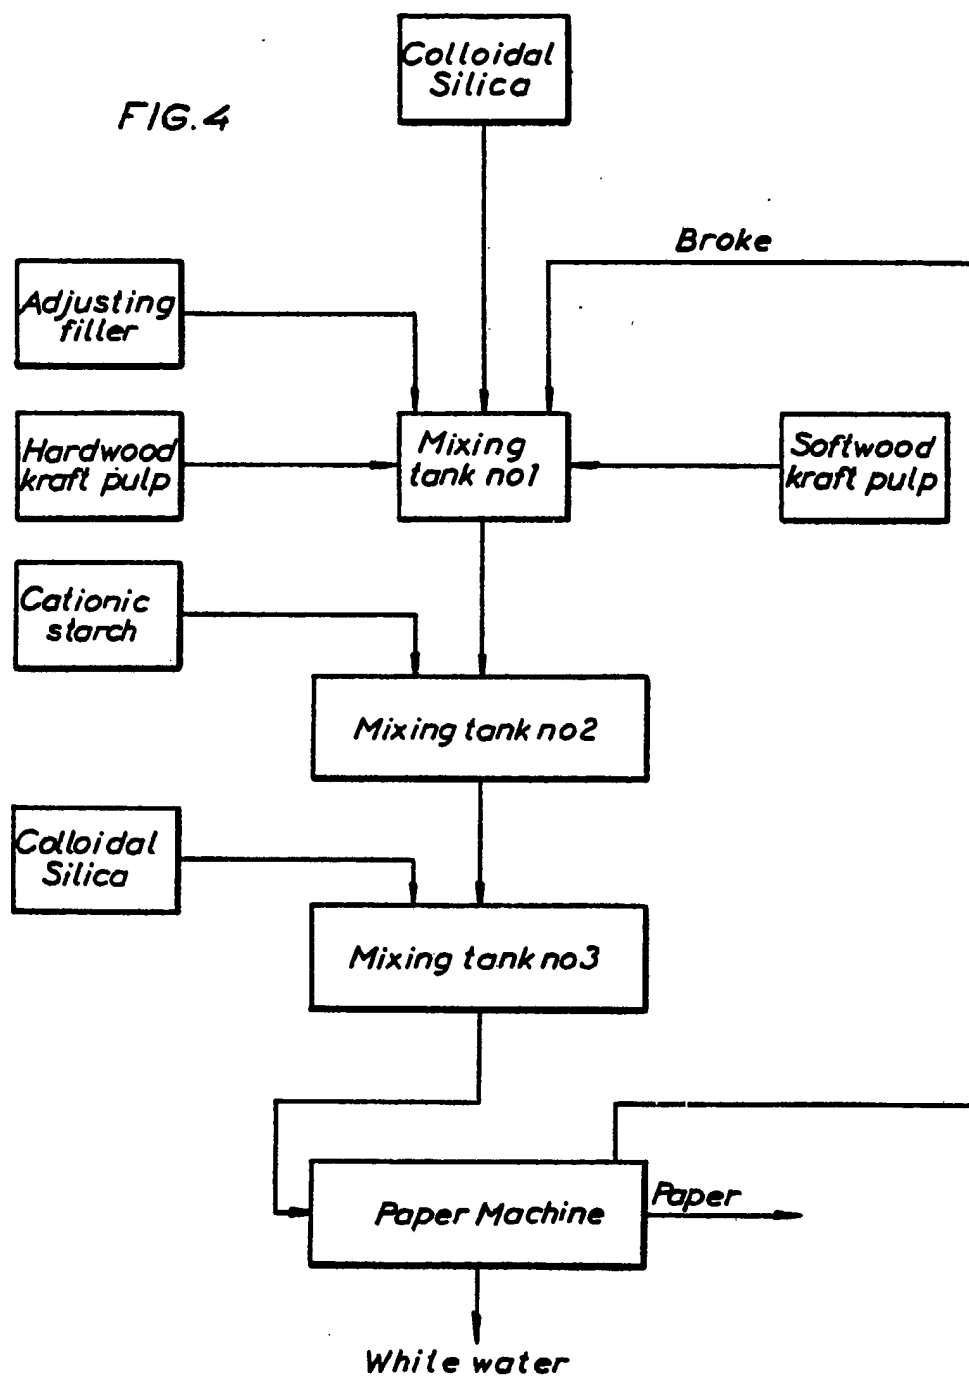 Colloidal
Silica
FIG.4
Broke
Adjusting
filler
Hardwood
kraft pulp
Mixing
tank no1
Softwood
kraft pulp
Cationic
starch
Mixing tank no2
Colloidal
Silica
Mixing tank no3
Paper Machine
Paper
While water